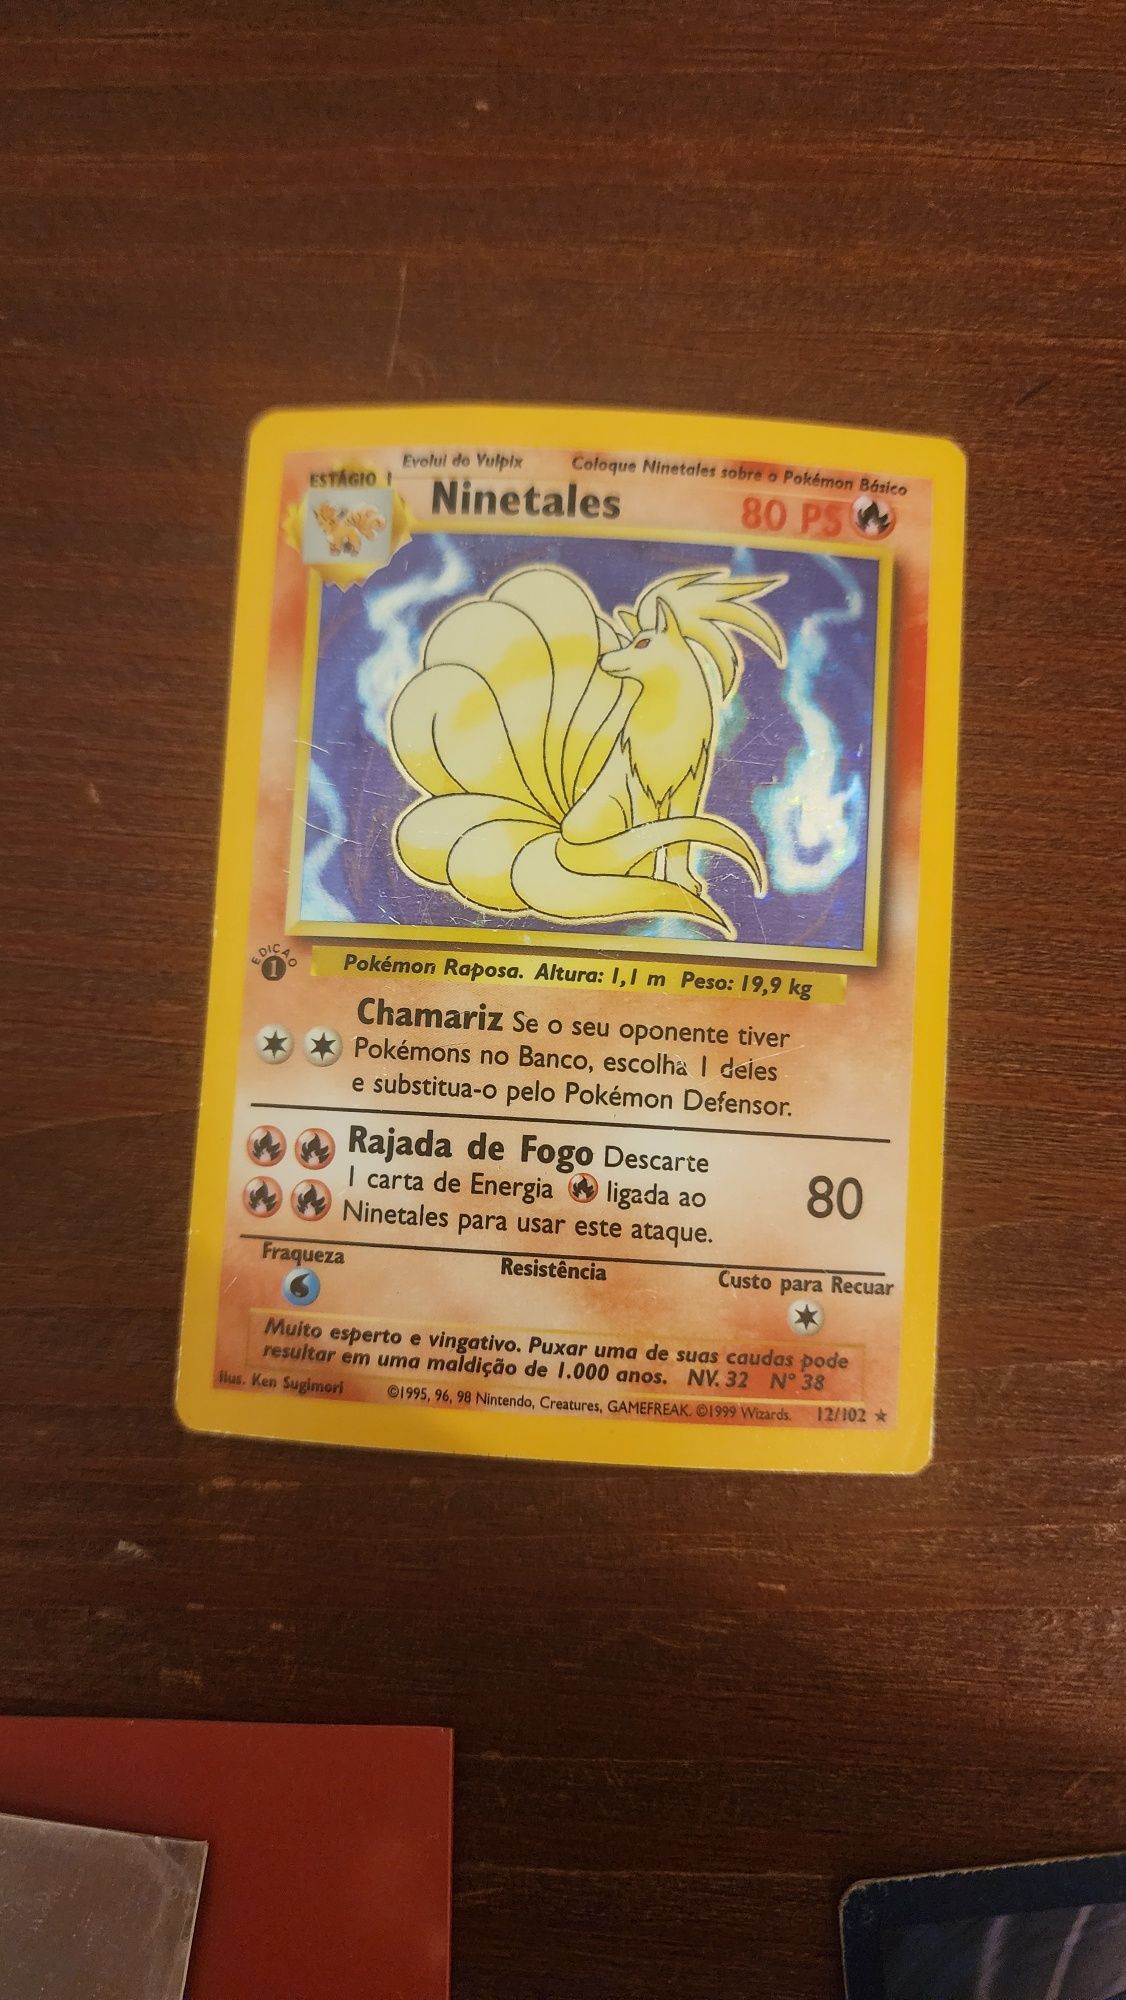 Evolui do Vulpix
Coloque Ninetales sobre o Pokémon Básico
ESTÁGIO 1
Ninetales
80 PS
EDIÇÃO
1
Pokémon Raposa. Altura: 1,1 m Peso: 19,9 kg
Chamariz Se o seu oponente tiver
Pokémons no Banco, escolha 1 deles
e substitua-o pelo Pokémon Defensor.
Rajada de Fogo Descarte
1 carta de Energia ligada ao
Ninetales para usar este ataque.
80
Fraqueza
Resistência
Custo para Recuar
Muito esperto e vingativo. Puxar uma de suas caudas pode
resultar em uma maldição de 1.000 anos. NV. 32 Nº 38
Ilus. Ken Sugimori
©1995, 96, 98 Nintendo, Creatures, GAMEFREAK. ©1999 Wizards.
12/102 ★